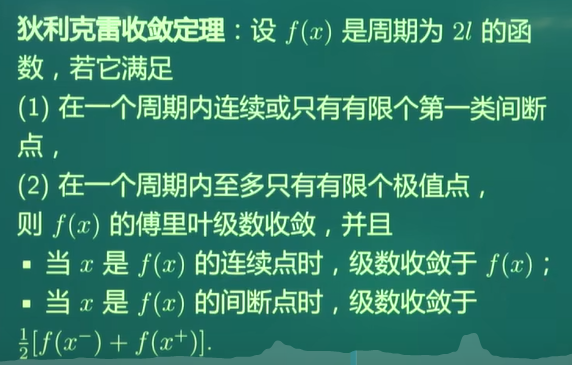 狄利克雷收敛定理：设 f(x) 是周期为 2l 的函
数，若它满足
(1) 在一个周期内连续或只有有限个第一类间断
点，
(2) 在一个周期内至多只有有限个极值点，
则 f(x) 的傅里叶级数收敛，并且
▪ 当 x 是 f(x) 的连续点时，级数收敛于 f(x)；
▪ 当 x 是 f(x) 的间断点时，级数收敛于
½[f(x⁻) + f(x⁺)].